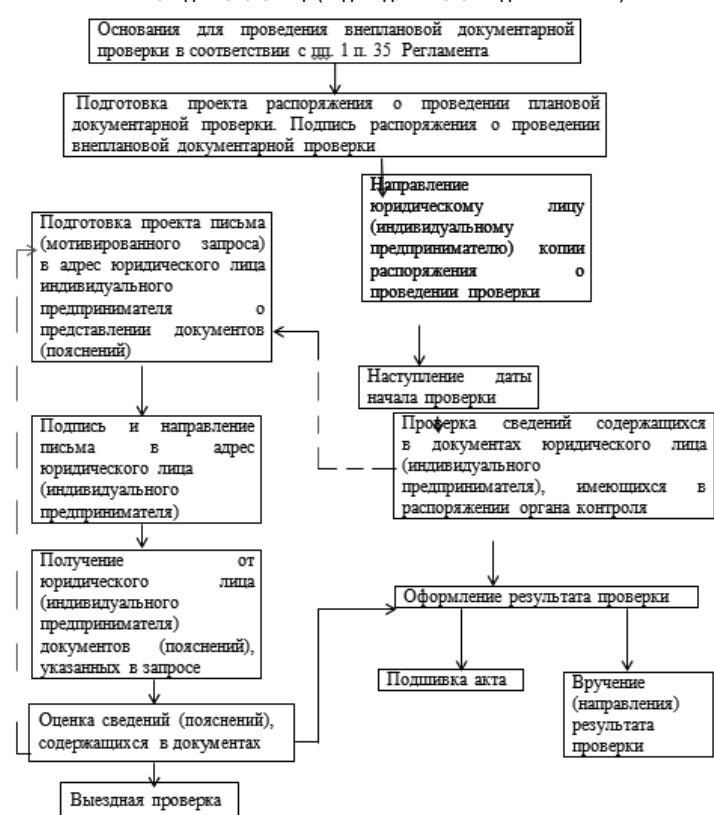 Основания для проведения внеплановой документарной
проверки в соответствии с пп. 1 п. 35 Регламента
Подготовка проекта распоряжения о проведении плановой
документарной проверки. Подпись распоряжения о проведении
внеплановой документарной проверки
Направление
юридическому лицу
(индивидуальному
предпринимателю) копии
распоряжения о
проведении проверки
Подготовка проекта письма
(мотивированного запроса)
в адрес юридического лица
индивидуального
предпринимателя о
представлении документов
(пояснений)
Наступление даты
начала проверки
Проверка сведений содержащихся
в документах юридического лица
(индивидуального
предпринимателя), имеющихся в
распоряжении органа контроля
Подпись и направление
письма в адрес
юридического лица
(индивидуального
предпринимателя)
Получение от
юридического лица
(индивидуального
предпринимателя)
документов (пояснений),
указанных в запросе
Оформление результата проверки
Подшивка акта
Вручение
(направления)
результата
проверки
Оценка сведений (пояснений),
содержащихся в документах
Выездная проверка